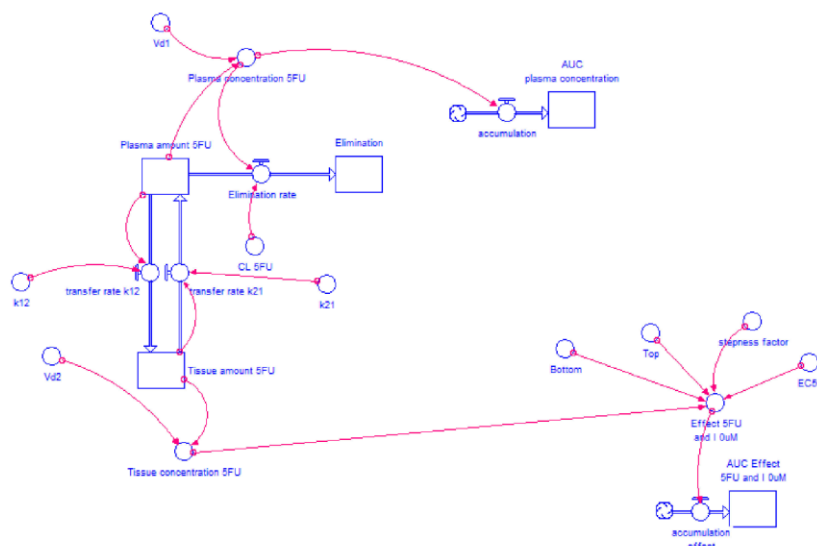 Vd1
Plasma concentration 5FU
AUC
plasma concentration
accumulation
Plasma amount 5FU
Elimination
Elimination rate
CL 5FU
k12
transfer rate k12
transfer rate k21
k21
Vd2
Tissue amount 5FU
Tissue concentration 5FU
Bottom
Top
stepness factor
EC5
Effect 5FU
and I 0uM
AUC Effect
5FU and I 0uM
accumulation
effect